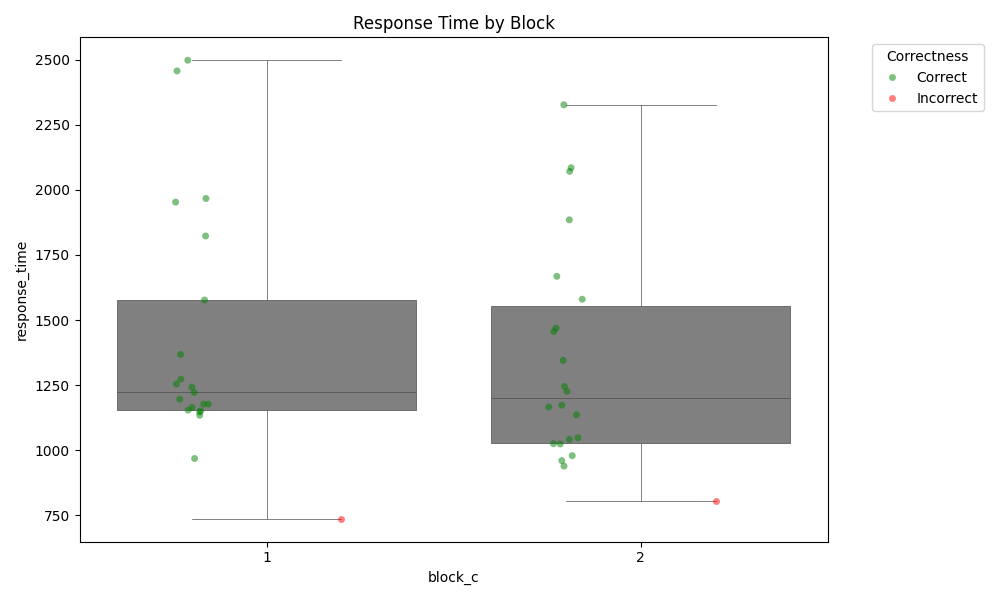 Response Time by Block
Correctness
Correct
Incorrect
response_time
2500
2250
2000
1750
1500
1250
1000
750
1
2
block_c